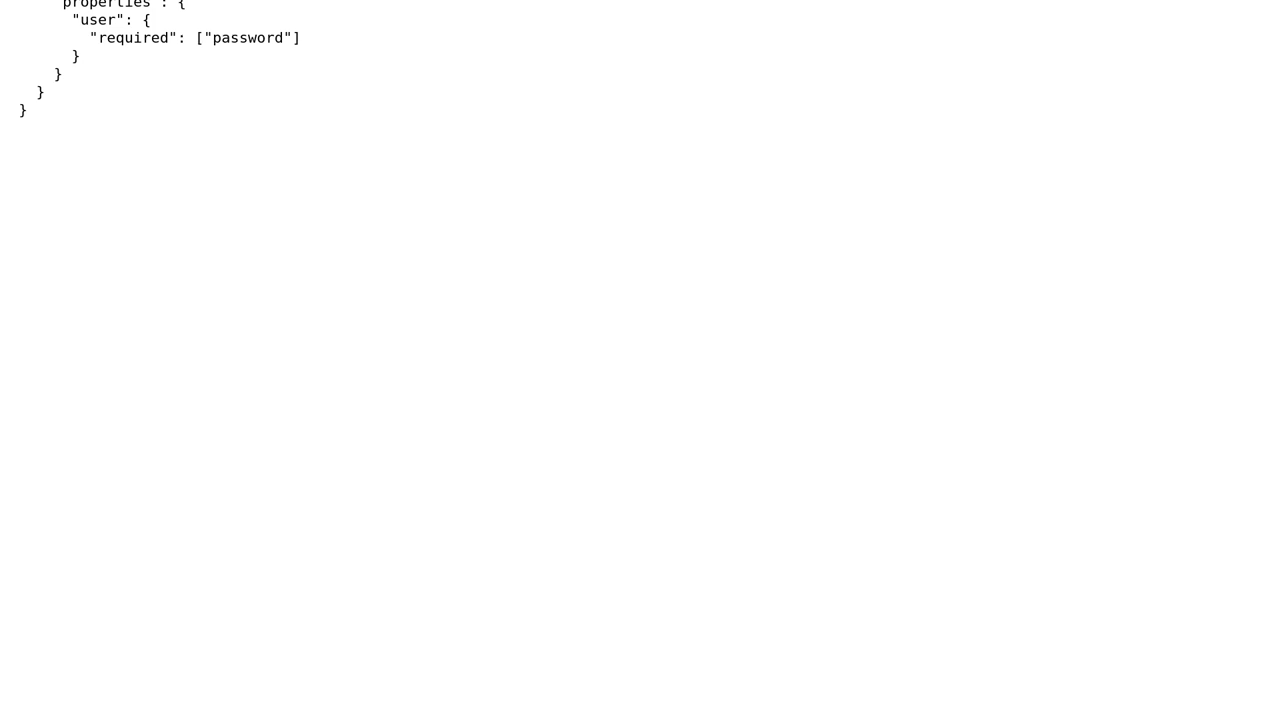 "properties": {
"user": {
"required": ["password"]
}
}
}
}